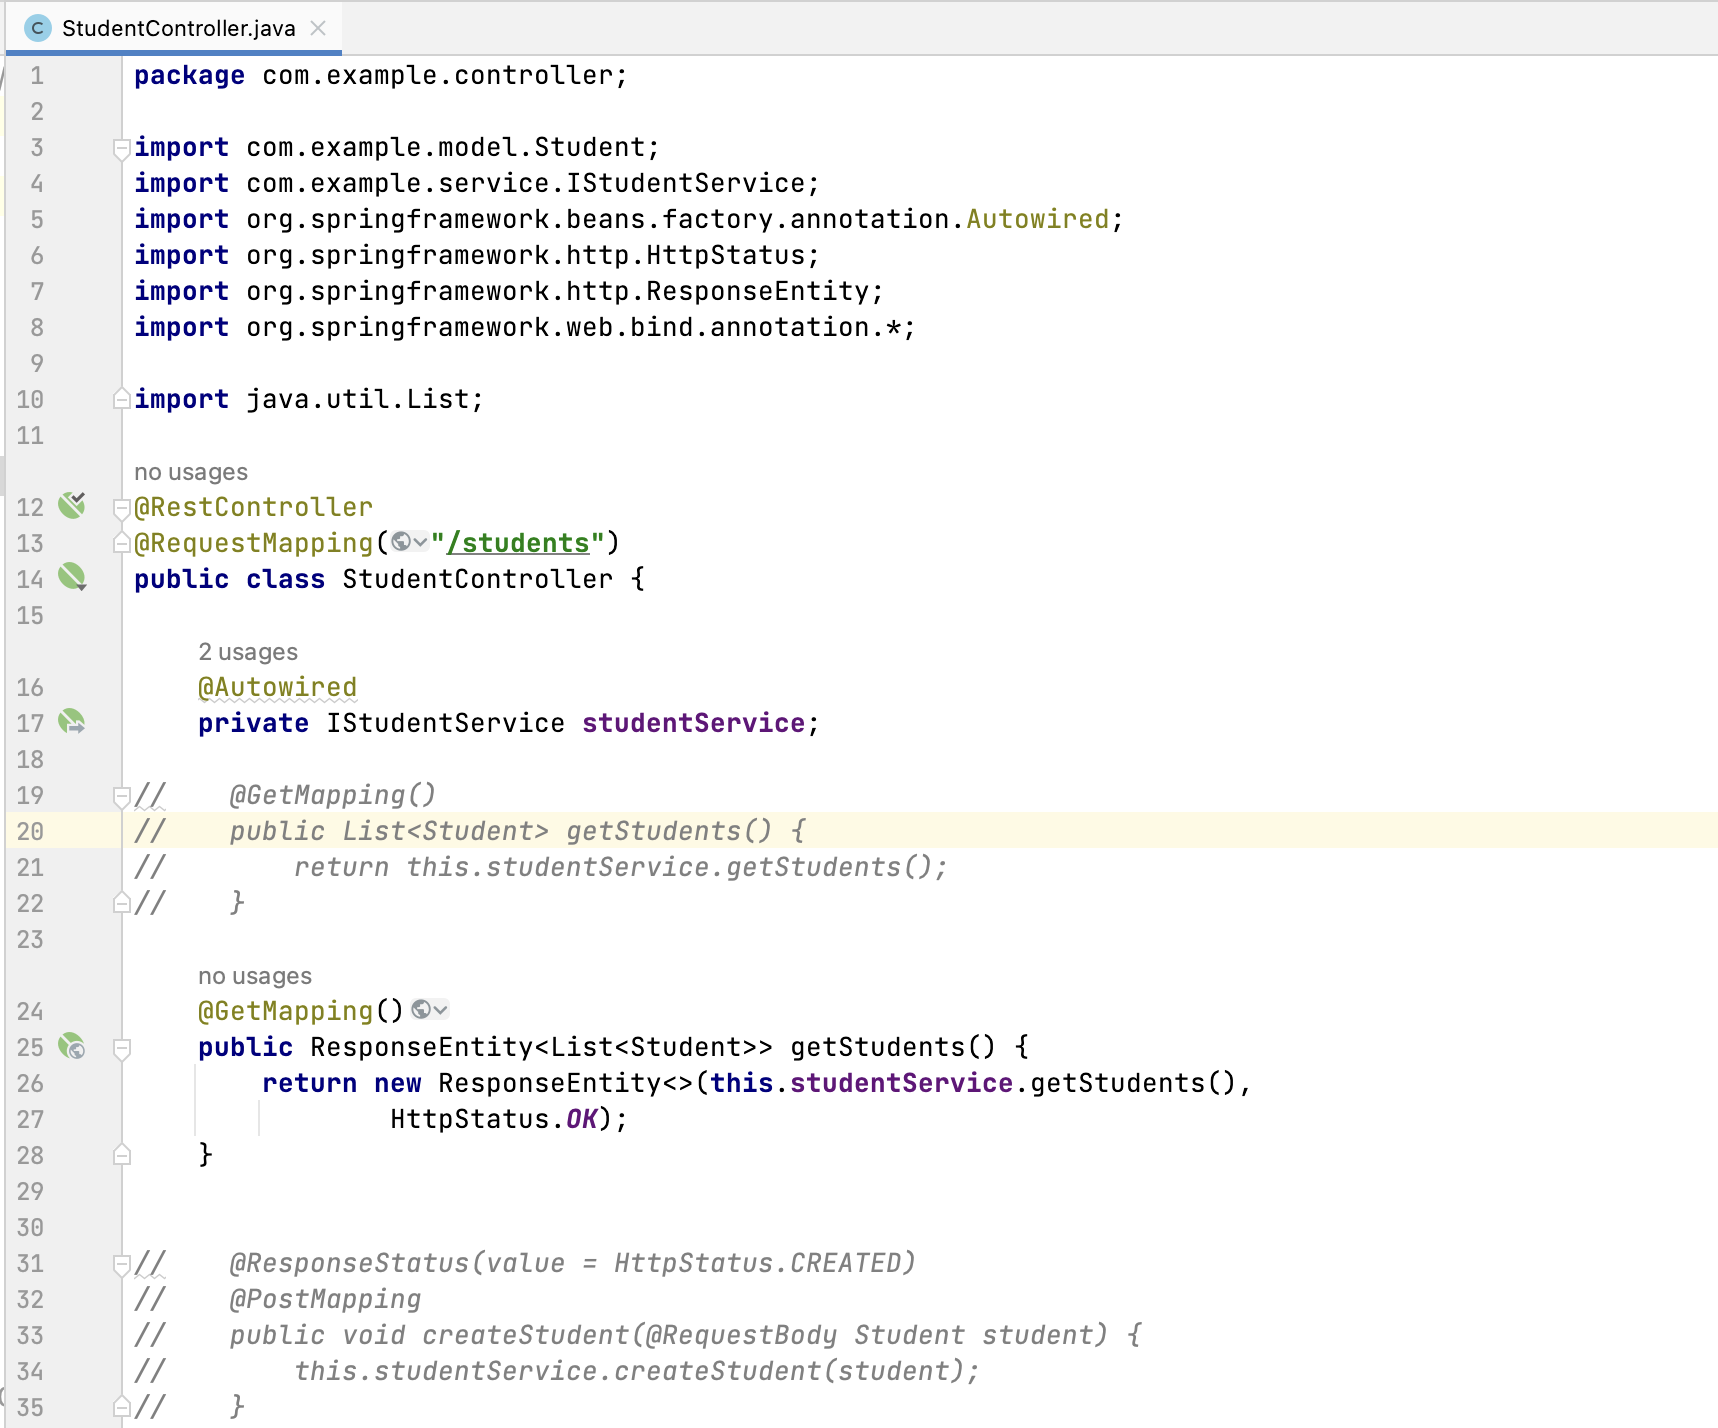 StudentController.java
1 package com.example.controller;
2
3 import com.example.model.Student;
4 import com.example.service.IStudentService;
5 import org.springframework.beans.factory.annotation.Autowired;
6 import org.springframework.http.HttpStatus;
7 import org.springframework.http.ResponseEntity;
8 import org.springframework.web.bind.annotation.*;
9
10 import java.util.List;
11
no usages
12 @RestController
13 @RequestMapping("/students")
14 public class StudentController {
15
2 usages
16 @Autowired
17 private IStudentService studentService;
18
19 //    @GetMapping()
20 //    public List<Student> getStudents() {
21 //        return this.studentService.getStudents();
22 //    }
23
no usages
24 @GetMapping()
25 public ResponseEntity<List<Student>> getStudents() {
26 return new ResponseEntity<>(this.studentService.getStudents(),
27 HttpStatus.OK);
28 }
29
30
31 //    @ResponseStatus(value = HttpStatus.CREATED)
32 //    @PostMapping
33 //    public void createStudent(@RequestBody Student student) {
34 //        this.studentService.createStudent(student);
35 //    }